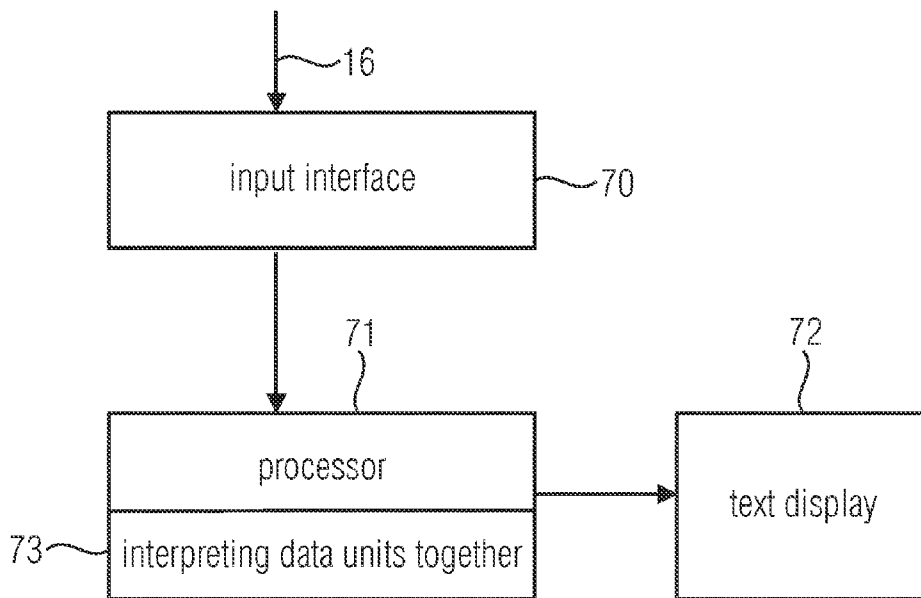 16
input interface
70
71
72
processor
text display
73
interpreting data units together